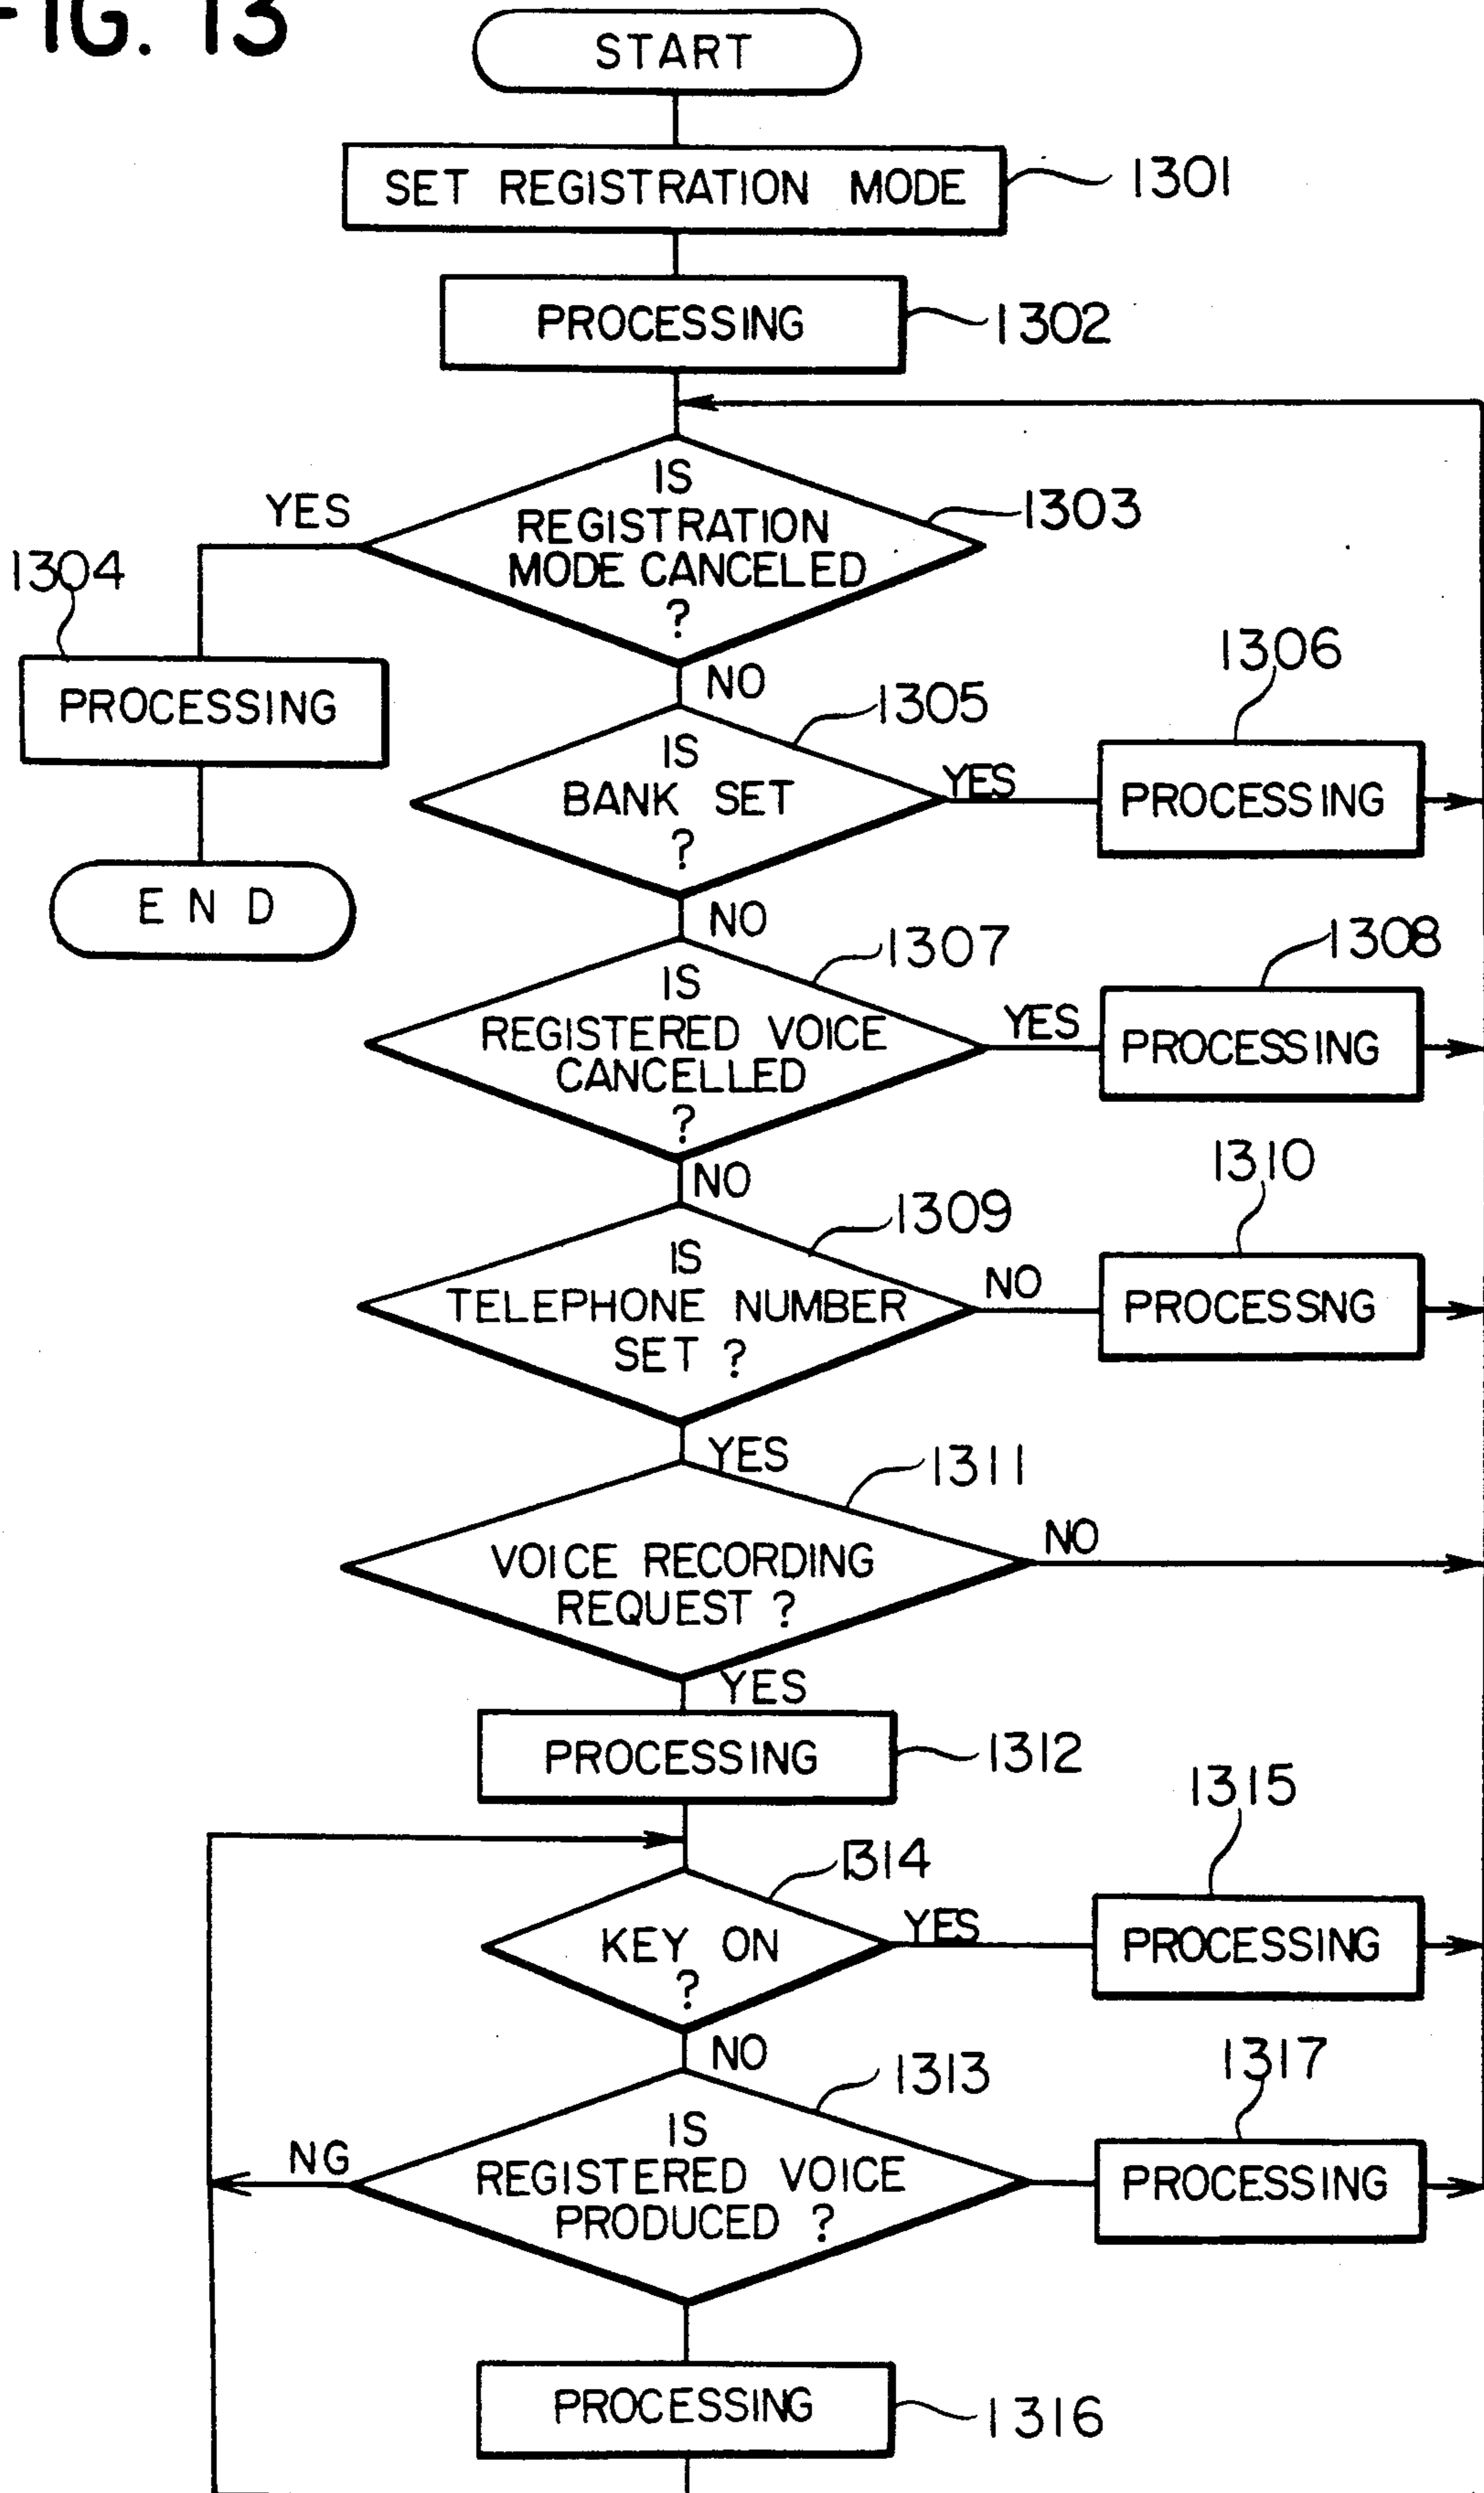 FIG. 13
START
SET REGISTRATION MODE
1301
PROCESSING
1302
IS
REGISTRATION
MODE CANCELED
?
1303
YES
1304
PROCESSING
END
NO
IS
BANK SET
?
1305
YES
1306
PROCESSING
NO
IS
REGISTERED VOICE
CANCELLED
?
1307
YES
1308
PROCESSING
NO
IS
TELEPHONE NUMBER
SET ?
1309
NO
1310
PROCESSNG
YES
VOICE RECORDING
REQUEST ?
1311
NO
YES
PROCESSING
1312
KEY ON
?
1314
YES
1315
PROCESSING
NO
IS
REGISTERED VOICE
PRODUCED ?
1313
NG
1317
PROCESSING
PROCESSING
1316